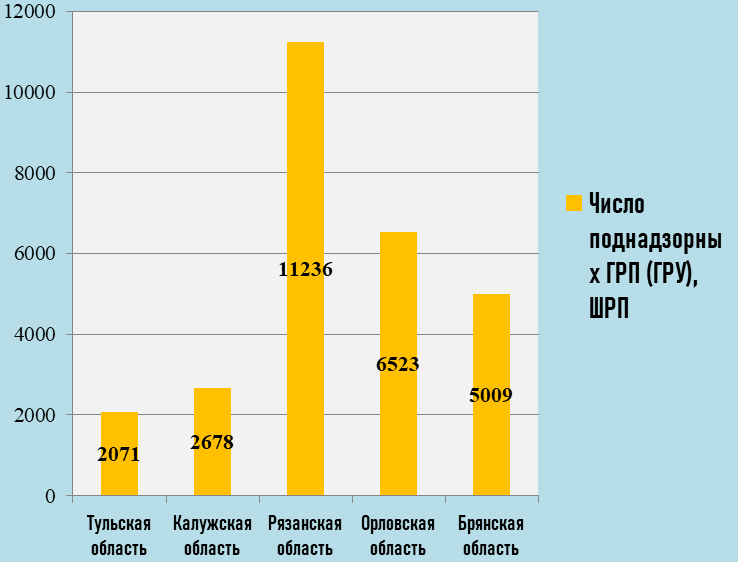 12000
10000
8000
6000
4000
2000
0
2071
2678
11236
6523
5009
Тульская
область
Калужская
область
Рязанская
область
Орловская
область
Брянская
область
Число
поднадзорны
х ГРП (ГРУ),
ШРП